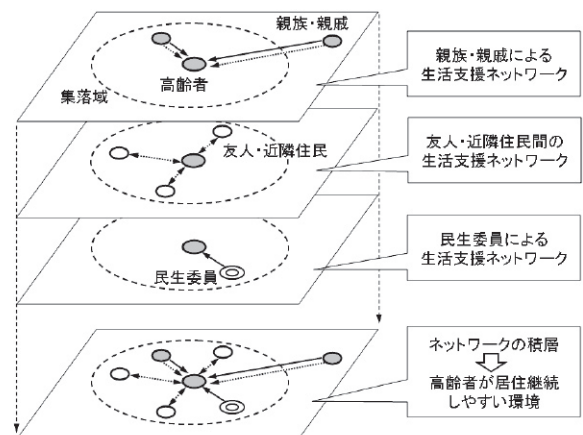 親族・親戚
高齢者
集落域
親族・親戚による
生活支援ネットワーク
友人・近隣住民
友人・近隣住民間の
生活支援ネットワーク
民生委員
民生委員による
生活支援ネットワーク
ネットワークの積層
高齢者が居住継続
しやすい環境